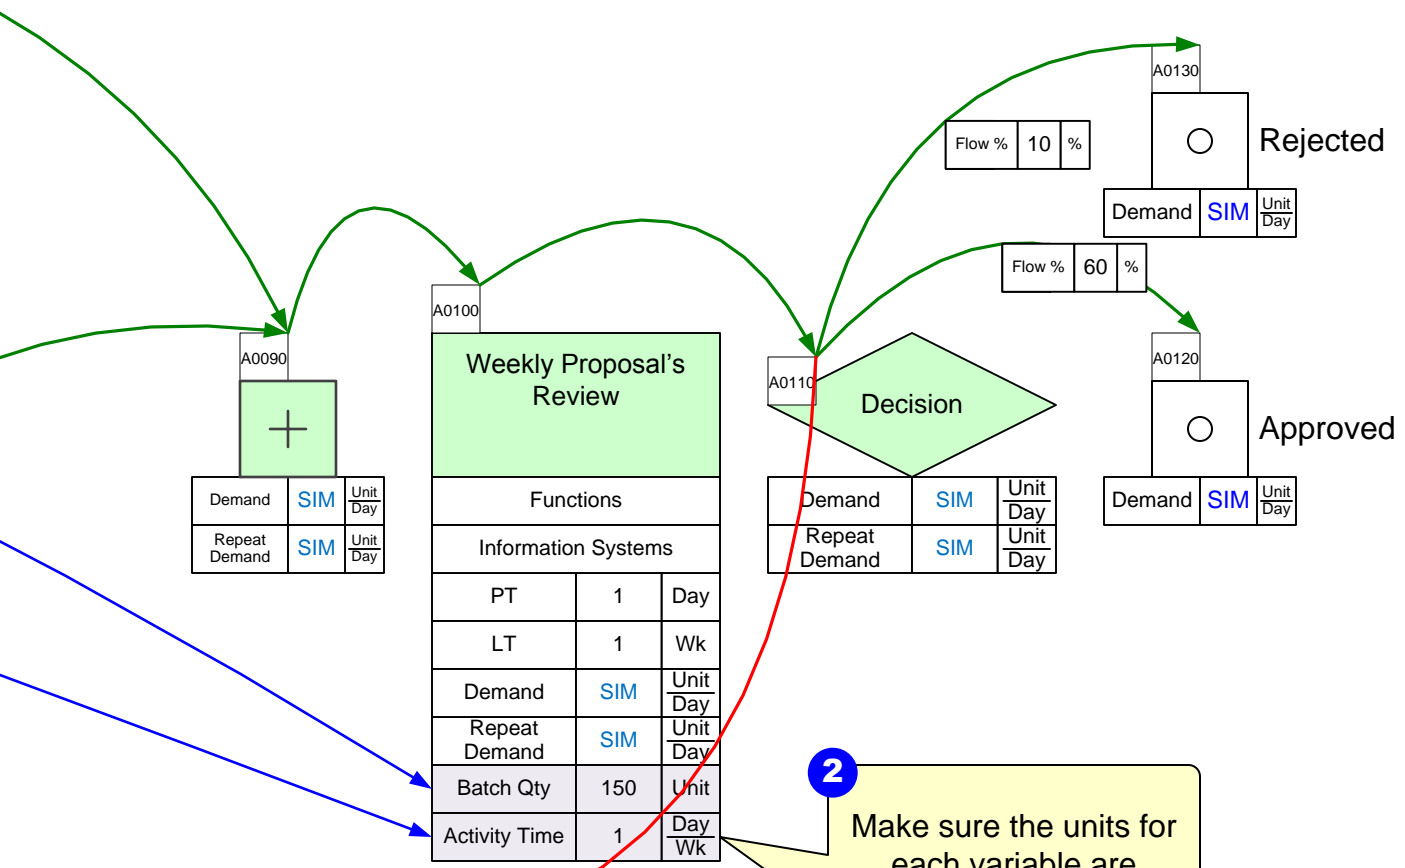 A0130
Rejected
Flow % 10 %
Demand SIM Unit
Day
Flow % 60 %
A0090
Demand SIM Unit
Day
Repeat
Demand SIM Unit
Day
A0100
Weekly Proposal’s
Review
Functions
Information Systems
PT 1 Day
LT 1 Wk
Demand SIM Unit
Day
Repeat
Demand SIM Unit
Day
Batch Qty 150 Unit
Activity Time 1 Day
Wk
A0110
Decision
Demand SIM Unit
Day
Repeat
Demand SIM Unit
Day
A0120
Approved
Demand SIM Unit
Day
2
Make sure the units for
each variable are